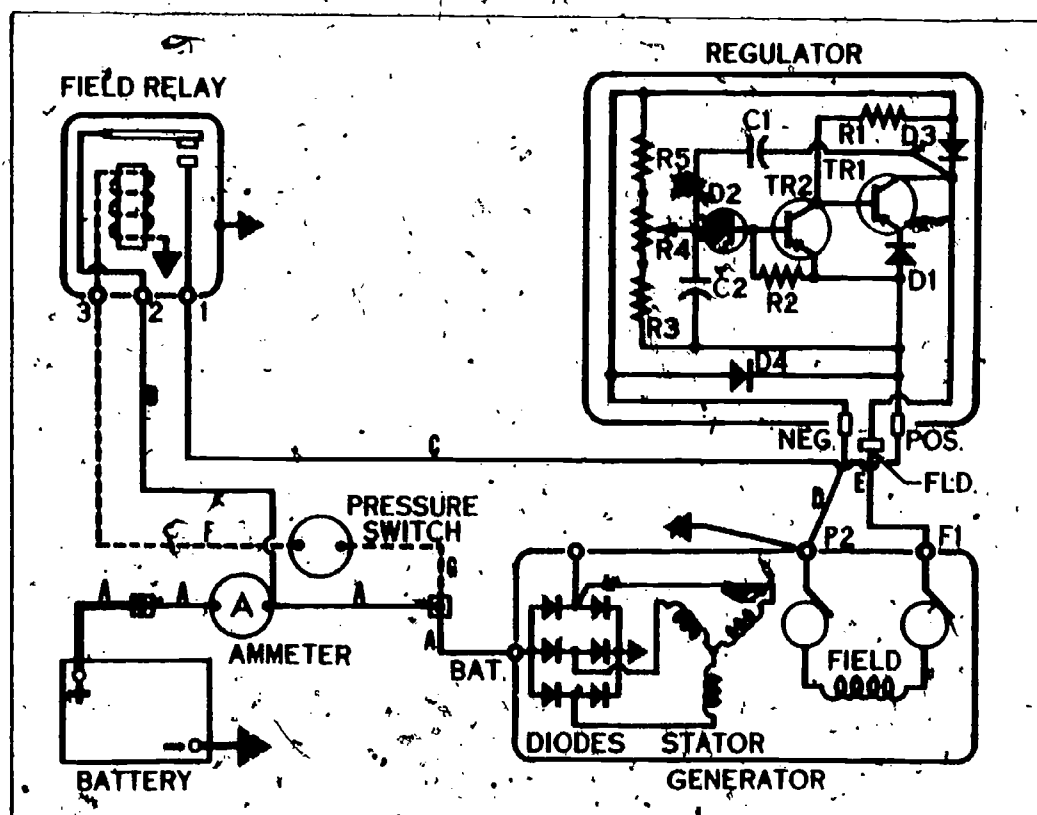 REGULATOR
FIELD RELAY
C1
R1
D3
R5
TR1
D2
TR2
R4
C2
D1
R2
R3
3
2
1
D4
NEG.
POS.
C
E
FLD.
D
PRESSURE
SWITCH
F
P2
F1
G
A
A
A
A
A
AMMETER
BAT.
FIELD
DIODES
STATOR
BATTERY
GENERATOR